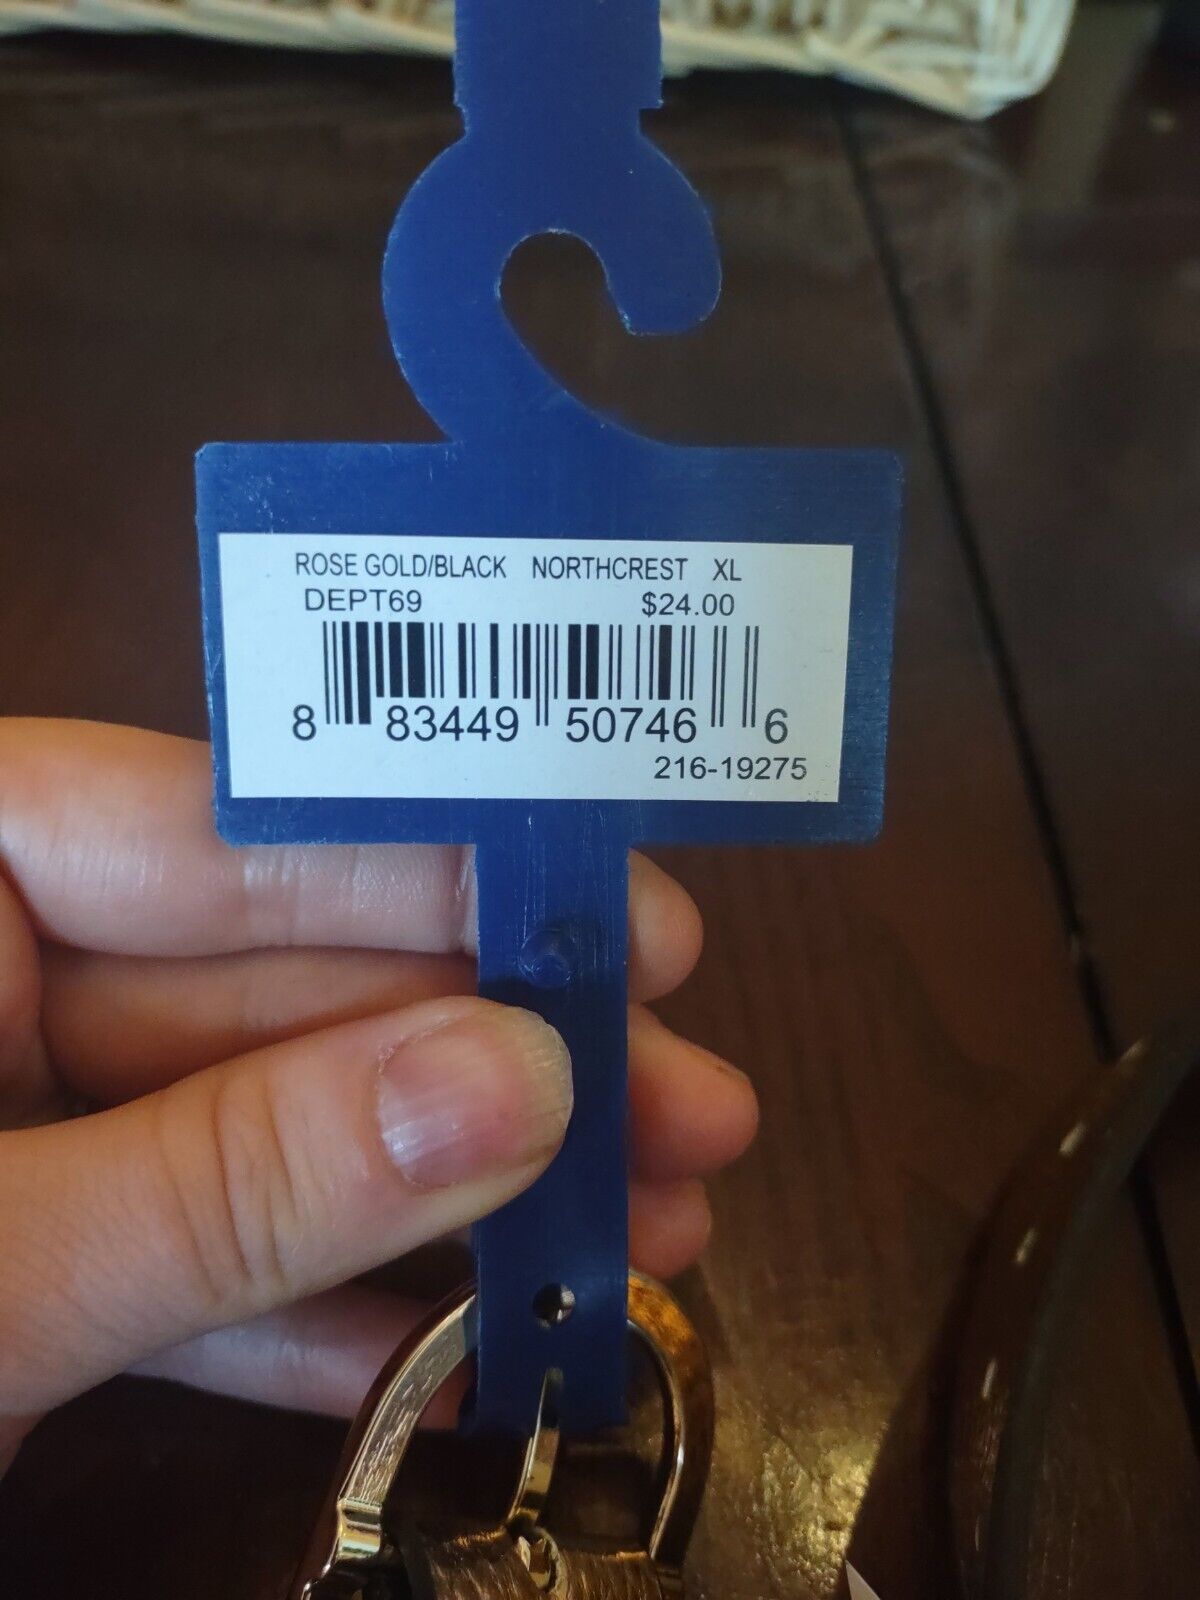 ROSE GOLD/BLACK NORTHCREST XL
DEPT69 $24.00
8 83449 50746 6
216-19275